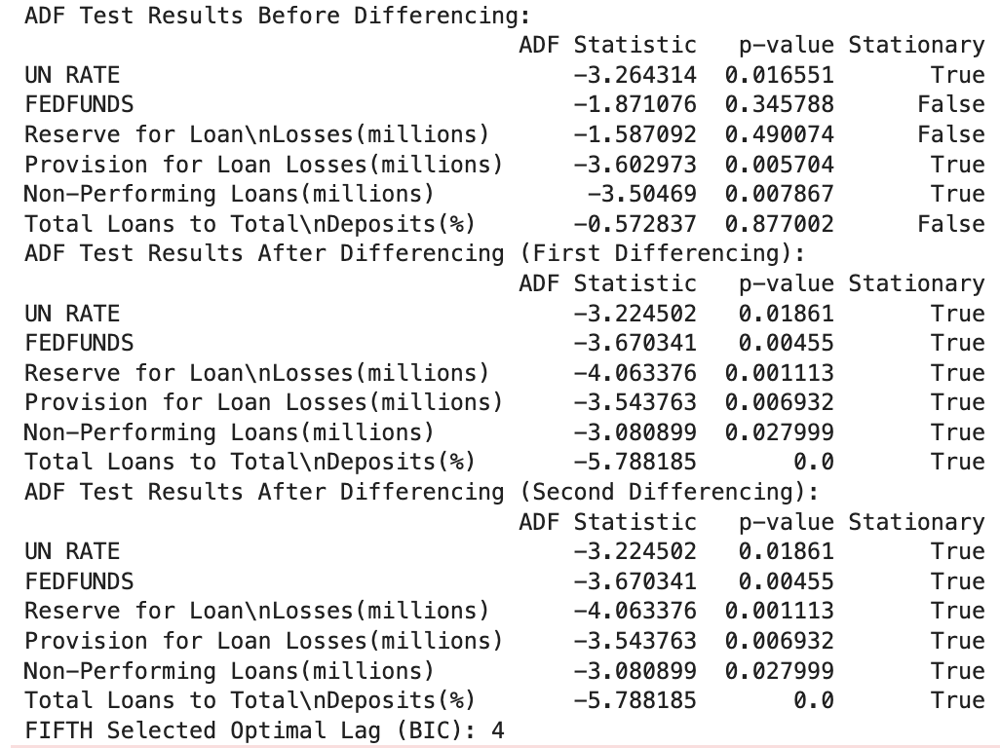 ADF Test Results Before Differencing:
ADF Statistic p-value Stationary
UN RATE -3.264314 0.016551 True
FEDFUNDS -1.871076 0.345788 False
Reserve for Loan\nLosses(millions) -1.587092 0.490074 False
Provision for Loan Losses(millions) -3.602973 0.005704 True
Non-Performing Loans(millions) -3.50469 0.007867 True
Total Loans to Total\nDeposits(%) -0.572837 0.877002 False
ADF Test Results After Differencing (First Differencing):
ADF Statistic p-value Stationary
UN RATE -3.224502 0.01861 True
FEDFUNDS -3.670341 0.00455 True
Reserve for Loan\nLosses(millions) -4.063376 0.001113 True
Provision for Loan Losses(millions) -3.543763 0.006932 True
Non-Performing Loans(millions) -3.080899 0.027999 True
Total Loans to Total\nDeposits(%) -5.788185 0.0 True
ADF Test Results After Differencing (Second Differencing):
ADF Statistic p-value Stationary
UN RATE -3.224502 0.01861 True
FEDFUNDS -3.670341 0.00455 True
Reserve for Loan\nLosses(millions) -4.063376 0.001113 True
Provision for Loan Losses(millions) -3.543763 0.006932 True
Non-Performing Loans(millions) -3.080899 0.027999 True
Total Loans to Total\nDeposits(%) -5.788185 0.0 True
FIFTH Selected Optimal Lag (BIC): 4